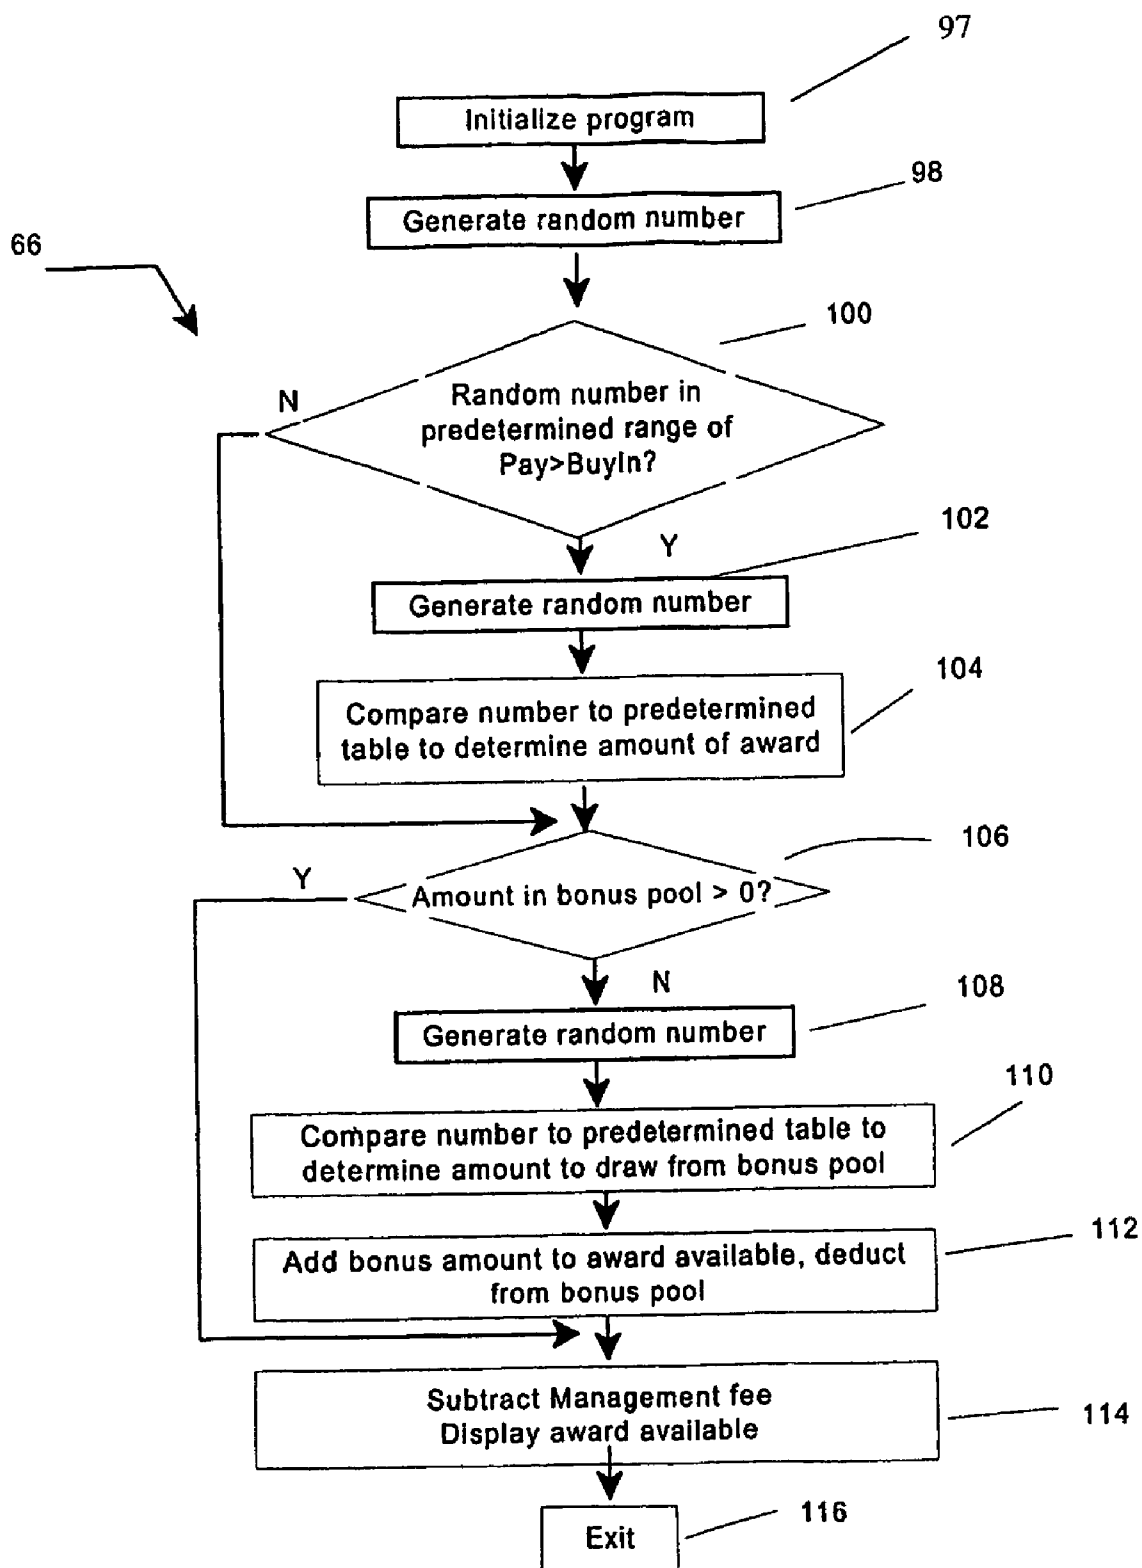 97
Initialize program
98
Generate random number
66
100
N
Random number in
predetermined range of
Pay>BuyIn?
102
Y
Generate random number
104
Compare number to predetermined
table to determine amount of award
106
Y
Amount in bonus pool > 0?
N
108
Generate random number
110
Compare number to predetermined table to
determine amount to draw from bonus pool
112
Add bonus amount to award available, deduct
from bonus pool
Subtract Management fee
Display award available
114
116
Exit